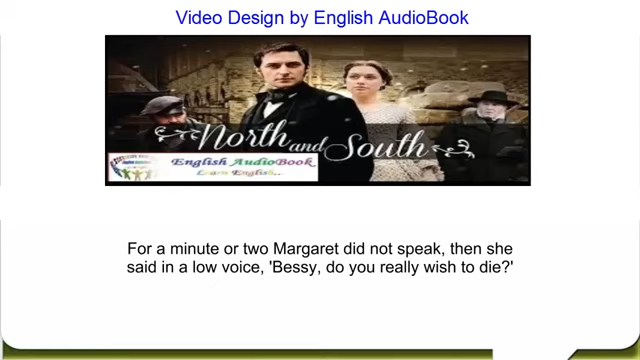 Video Design by English AudioBook
North and South
English AudioBook
Learn English...
For a minute or two Margaret did not speak, then she
said in a low voice, 'Bessy, do you really wish to die?'